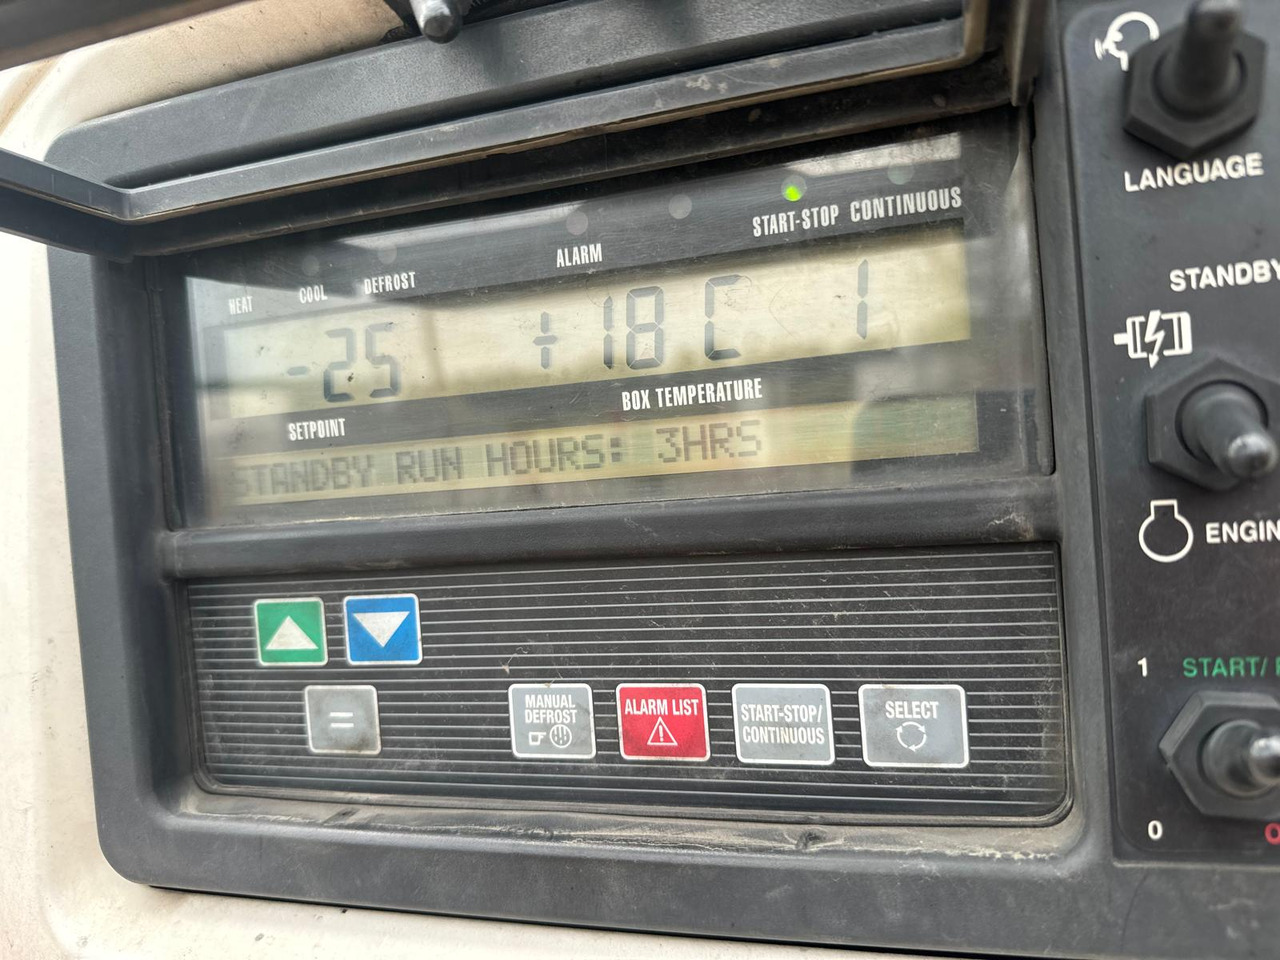 LANGUAGE
START-STOP CONTINUOUS
ALARM
HEAT COOL DEFROST
STANDBY
-25 +18C 1
BOX TEMPERATURE
SETPOINT
STANDBY RUN HOURS: 3HRS
ENGIN
1 START/
MANUAL DEFROST
ALARM LIST
START-STOP/
CONTINUOUS
SELECT
=
0 O